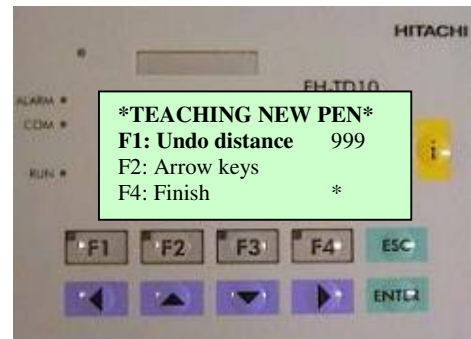 HITACHI
EH-TD10
ALARM
COM
RUN
*TEACHING NEW PEN*
F1: Undo distance 999
F2: Arrow keys
F4: Finish *
i
F1 F2 F3 F4 ESC
ENTER